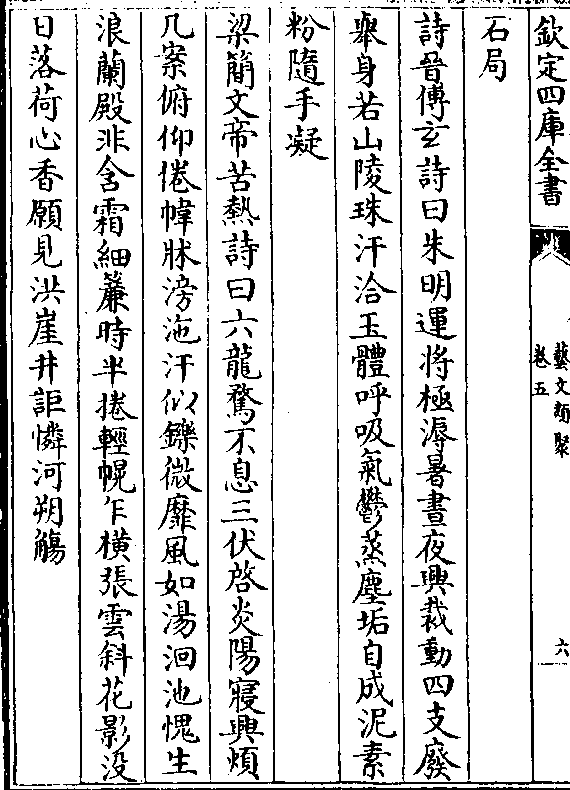 欽定四庫全書
藝文類聚
卷五
六
石局
詩晉傅玄詩曰朱明運將極溽暑晝夜興裁動四支廢
舉身若山陵珠汗洽玉體呼吸氣鬱蒸塵垢自成泥素
粉隨手凝
梁簡文帝苦熱詩曰六龍騖不息三伏啓炎陽寢興煩
几案俯仰倦幃牀滂沲汗似鑠微靡風如湯洄池愧生
浪蘭殿非含霜細簾時半捲輕幌乍橫張雲斜花影没
日落荷心香願見洪崖井詎憐河朔觴